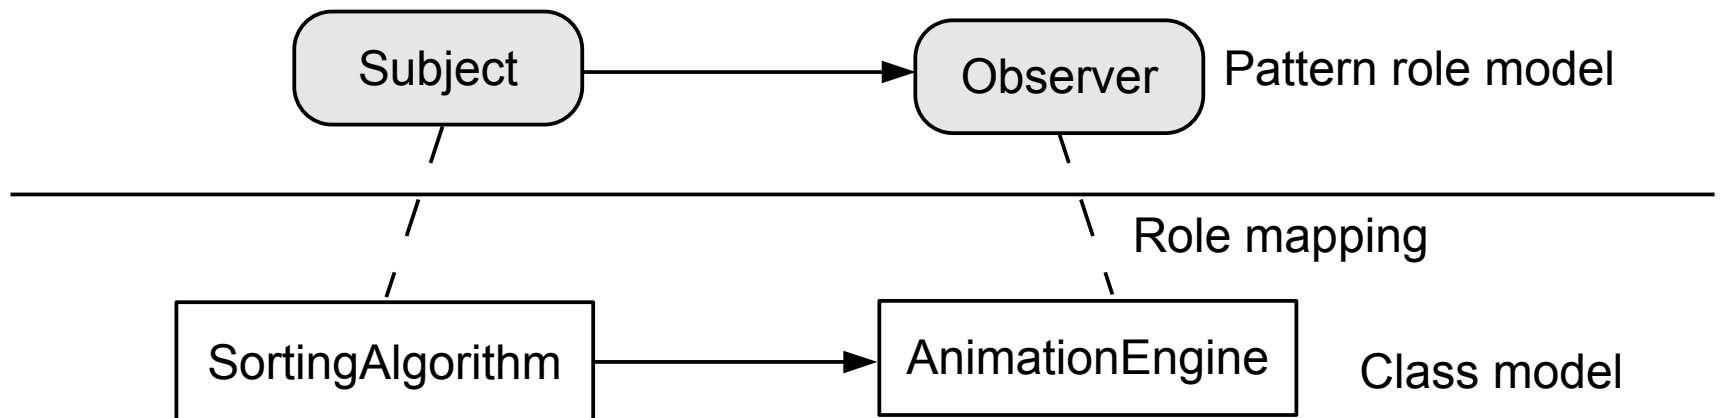 Subject
Observer
Pattern role model
Role mapping
SortingAlgorithm
AnimationEngine
Class model